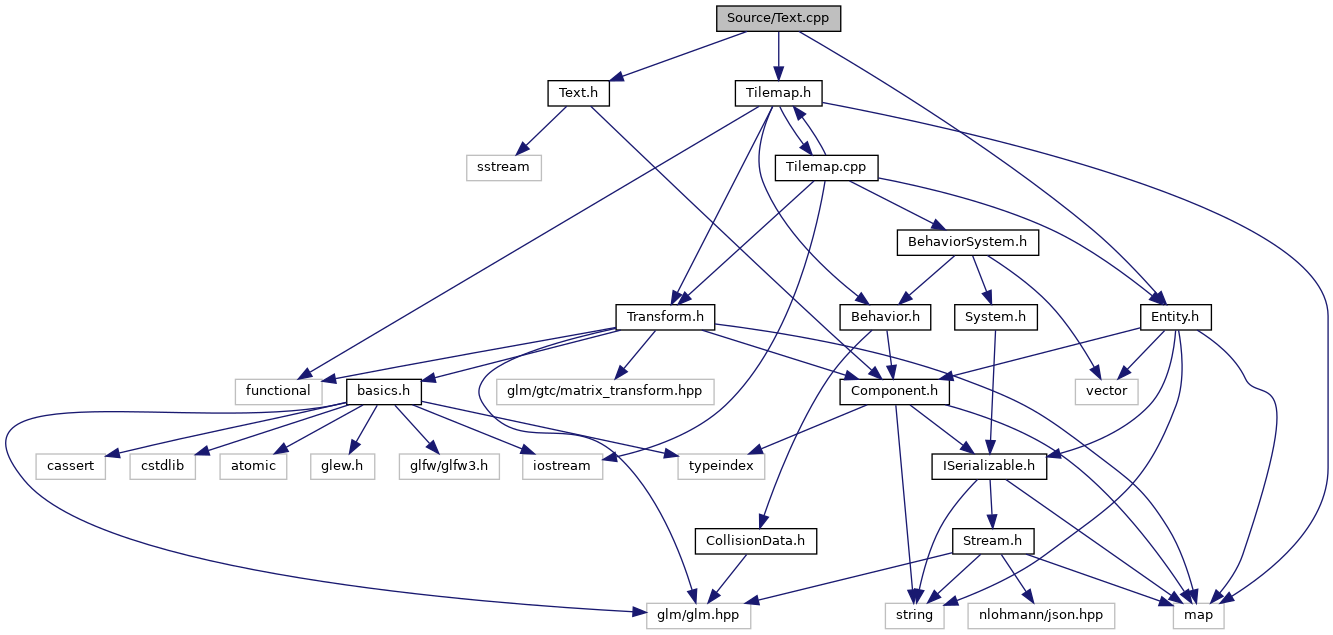 Source/Text.cpp
Text.h
Tilemap.h
sstream
Tilemap.cpp
BehaviorSystem.h
Transform.h
Behavior.h
System.h
Entity.h
functional
basics.h
glm/gtc/matrix_transform.hpp
Component.h
vector
cassert
cstdlib
atomic
glew.h
glfw/glfw3.h
iostream
typeindex
ISerializable.h
CollisionData.h
Stream.h
glm/glm.hpp
string
nlohmann/json.hpp
map